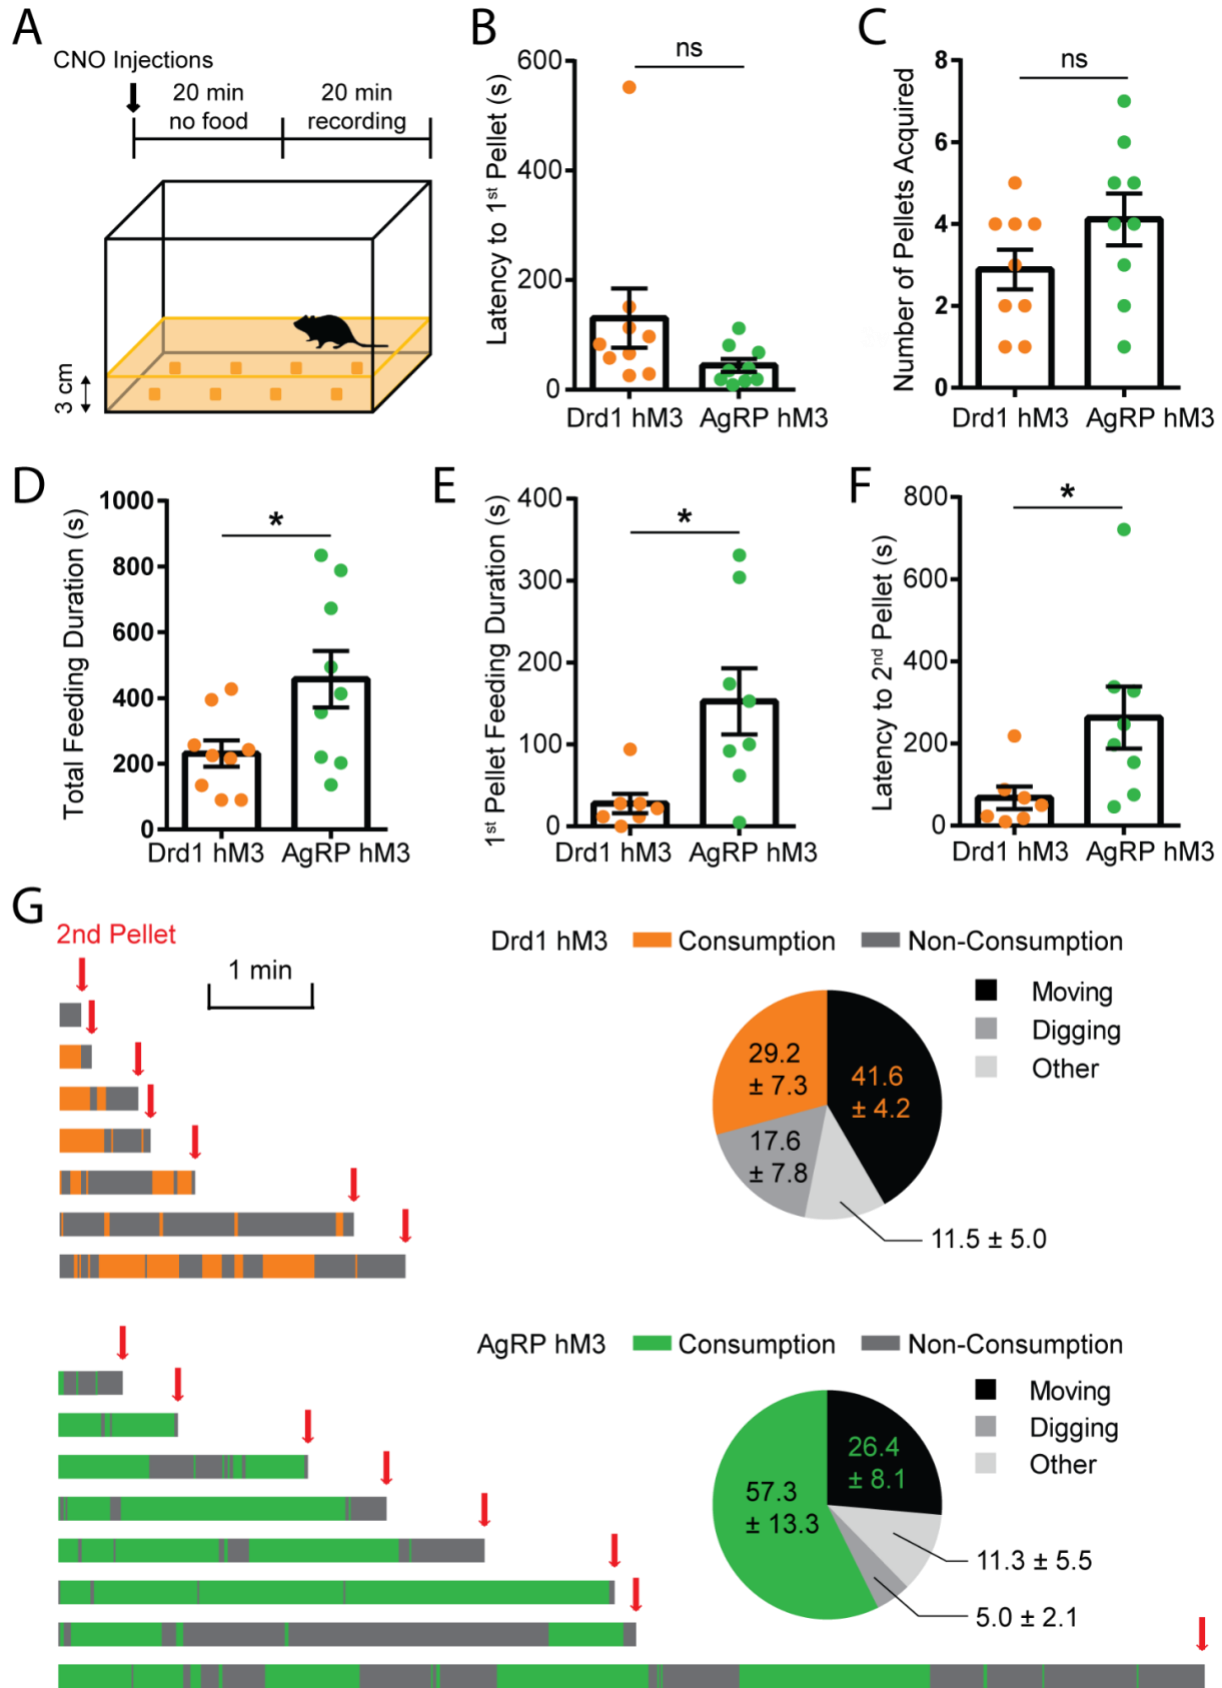 A
CNO Injections
20 min
no food
20 min
recording
3 cm
B
Latency to 1st Pellet (s)
600
400
200
0
ns
Drd1 hM3
AgRP hM3
C
Number of Pellets Acquired
8
6
4
2
0
ns
Drd1 hM3
AgRP hM3
D
Total Feeding Duration (s)
1000
800
600
400
200
0
*
Drd1 hM3
AgRP hM3
E
1st Pellet Feeding Duration (s)
400
300
200
100
0
*
Drd1 hM3
AgRP hM3
F
Latency to 2nd Pellet (s)
800
600
400
200
0
*
Drd1 hM3
AgRP hM3
G
2nd Pellet
1 min
Drd1 hM3 Consumption Non-Consumption
Moving
Digging
Other
29.2
± 7.3
41.6
± 4.2
17.6
± 7.8
11.5 ± 5.0
AgRP hM3 Consumption Non-Consumption
Moving
Digging
Other
26.4
± 8.1
57.3
± 13.3
11.3 ± 5.5
5.0 ± 2.1